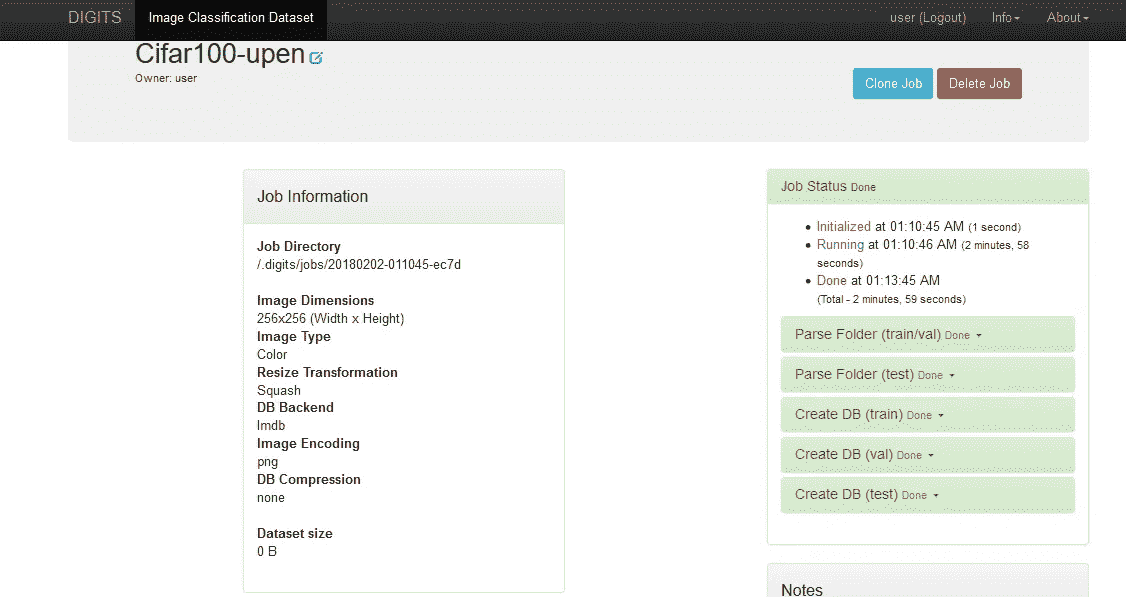 DIGITS Image Classification Dataset user (Logout) Info About
Cifar100-upen
Owner: user
Clone Job Delete Job
Job Information
Job Directory
/.digits/jobs/20180202-011045-ec7d
Image Dimensions
256x256 (Width x Height)
Image Type
Color
Resize Transformation
Squash
DB Backend
lmdb
Image Encoding
png
DB Compression
none
Dataset size
0 B
Job Status Done
Initialized at 01:10:45 AM (1 second)
Running at 01:10:46 AM (2 minutes, 58
seconds)
Done at 01:13:45 AM
(Total - 2 minutes, 59 seconds)
Parse Folder (train/val) Done
Parse Folder (test) Done
Create DB (train) Done
Create DB (val) Done
Create DB (test) Done
Notes